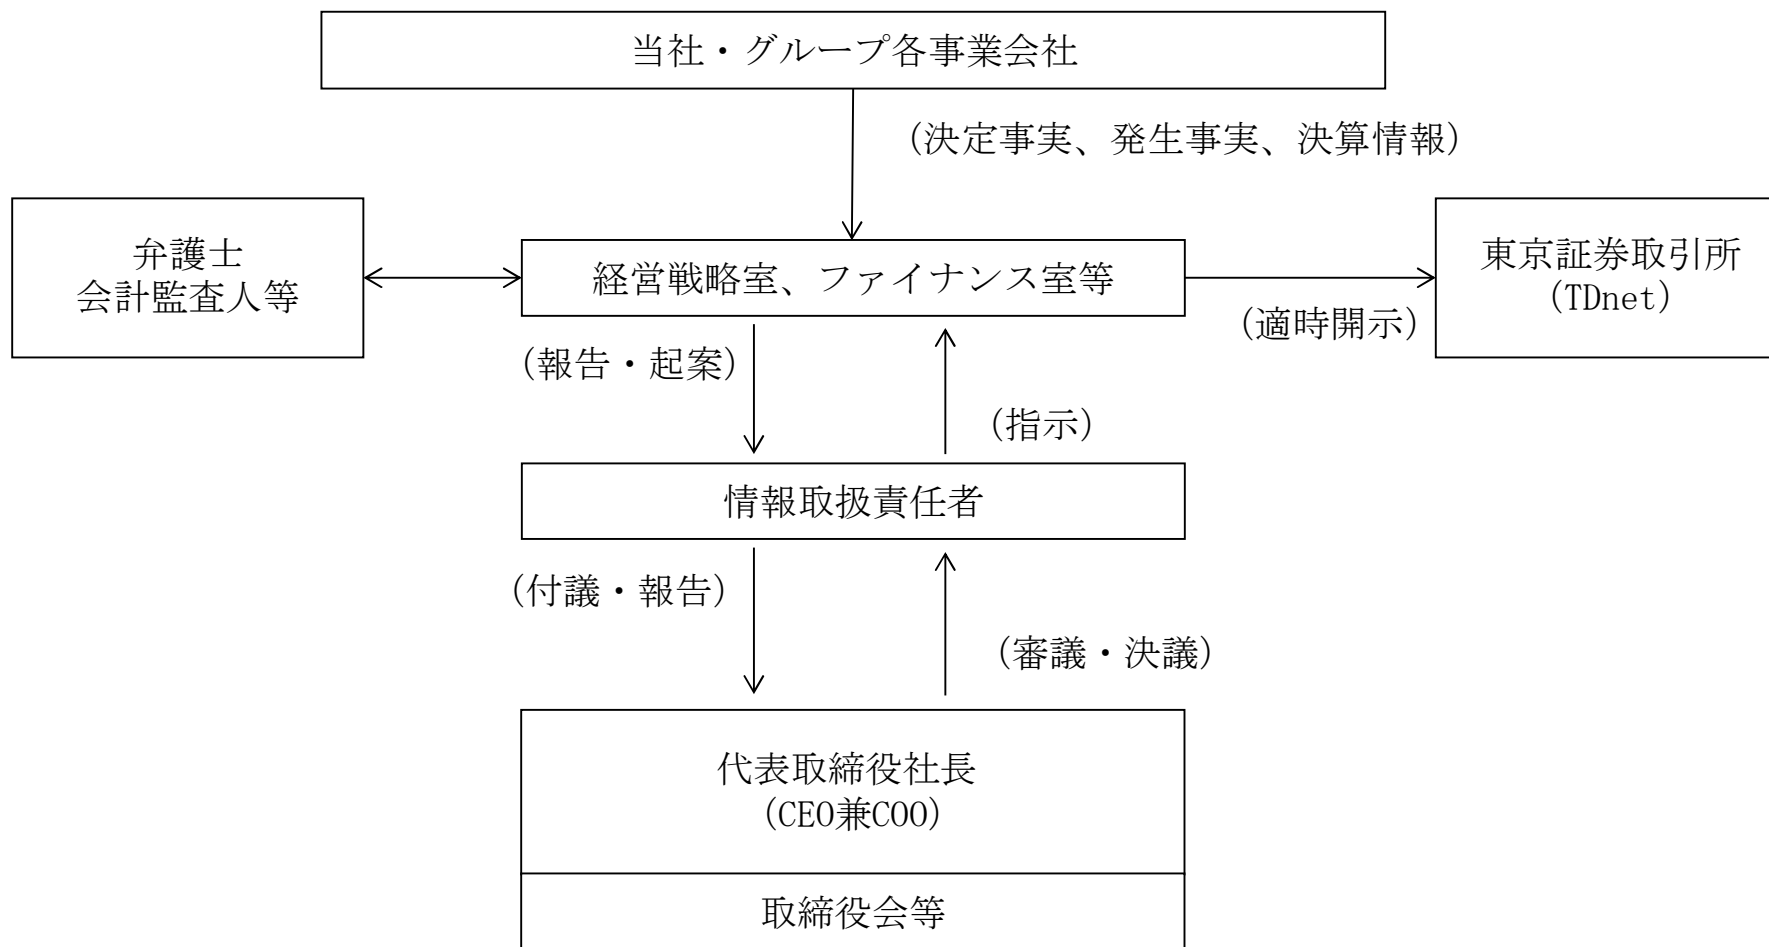 当社・グループ各事業会社
(決定事実、発生事実、決算情報)
弁護士
会計監査人等
経営戦略室、ファイナンス室等
東京証券取引所
(TDnet)
(適時開示)
(報告・起案)
(指示)
情報取扱責任者
(付議・報告)
(審議・決議)
代表取締役社長
(CEO兼COO)
取締役会等